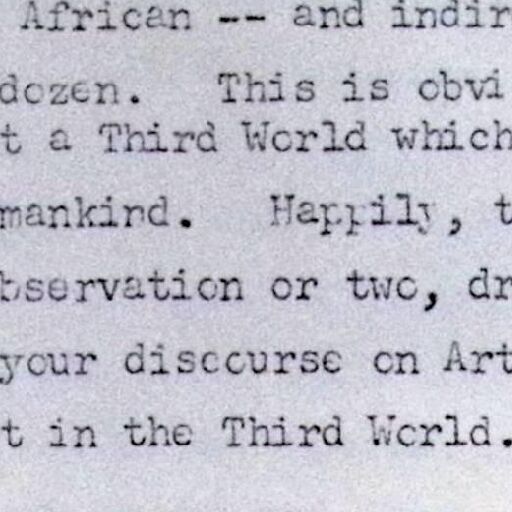 African -- and indir
dozen. This is obvi
t a Third World which
mankind. Happily, t
bservation or two, dr
your discourse on Art
t in the Third World.